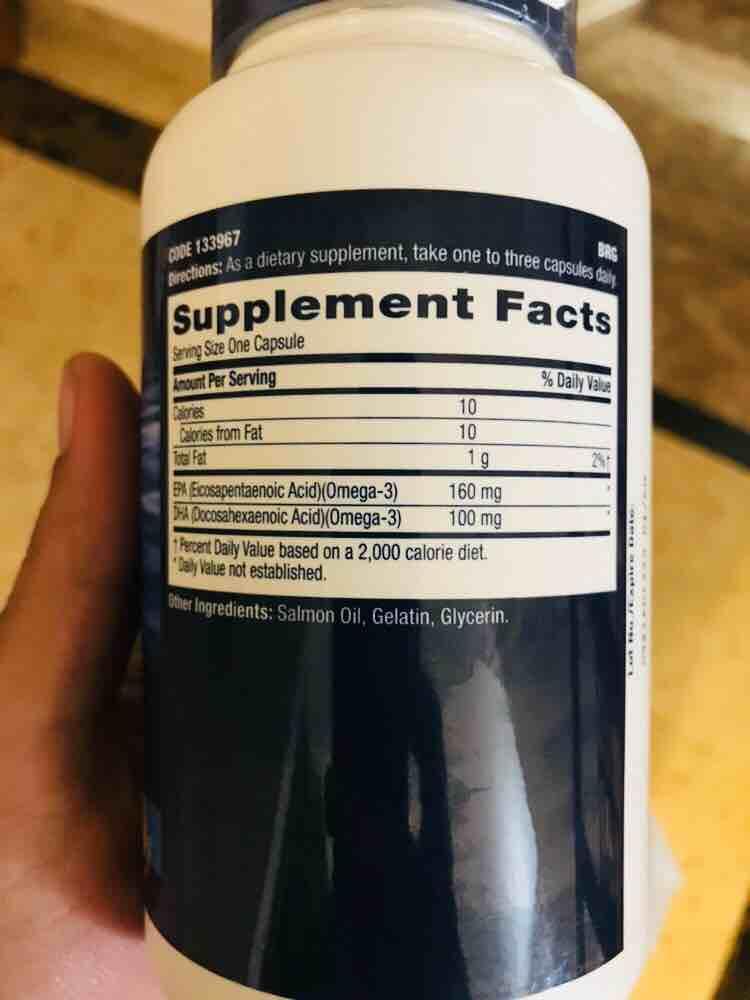 CODE 133967
BRG
Directions: As a dietary supplement, take one to three capsules daily.
Supplement Facts
Serving Size One Capsule
Amount Per Serving % Daily Value
Calories 10
Calories from Fat 10
Total Fat 1 g 2%†
EPA (Eicosapentaenoic Acid)(Omega-3) 160 mg *
DHA (Docosahexaenoic Acid)(Omega-3) 100 mg *
† Percent Daily Value based on a 2,000 calorie diet.
* Daily Value not established.
Other Ingredients: Salmon Oil, Gelatin, Glycerin.
Lot No./Expire Date: